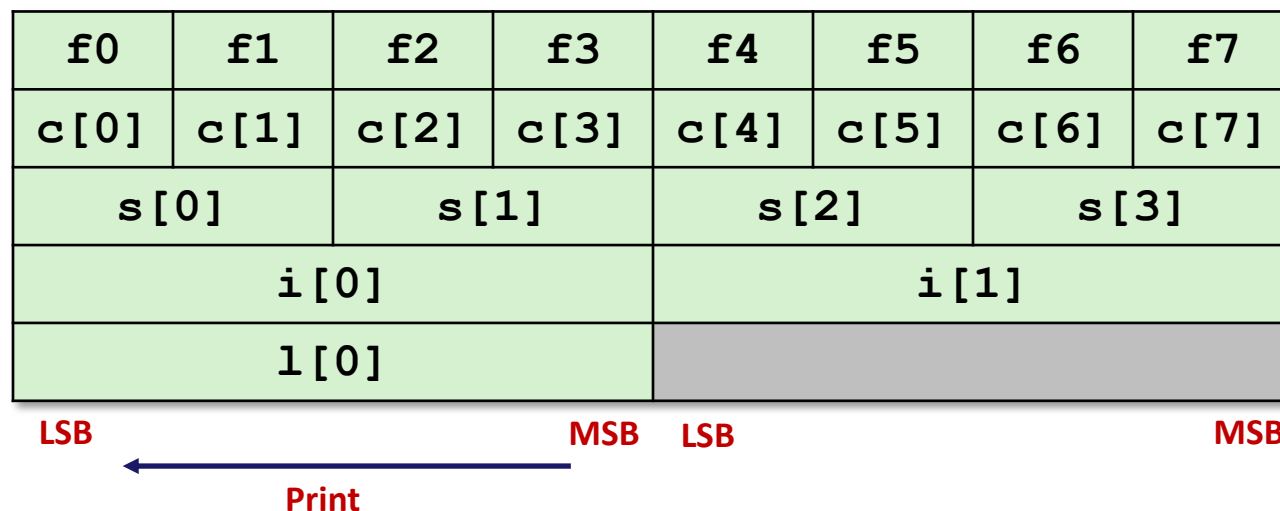 f0 f1 f2 f3 f4 f5 f6 f7
c[0] c[1] c[2] c[3] c[4] c[5] c[6] c[7]
s[0] s[1] s[2] s[3]
i[0] i[1]
l[0]
LSB MSB LSB MSB
Print